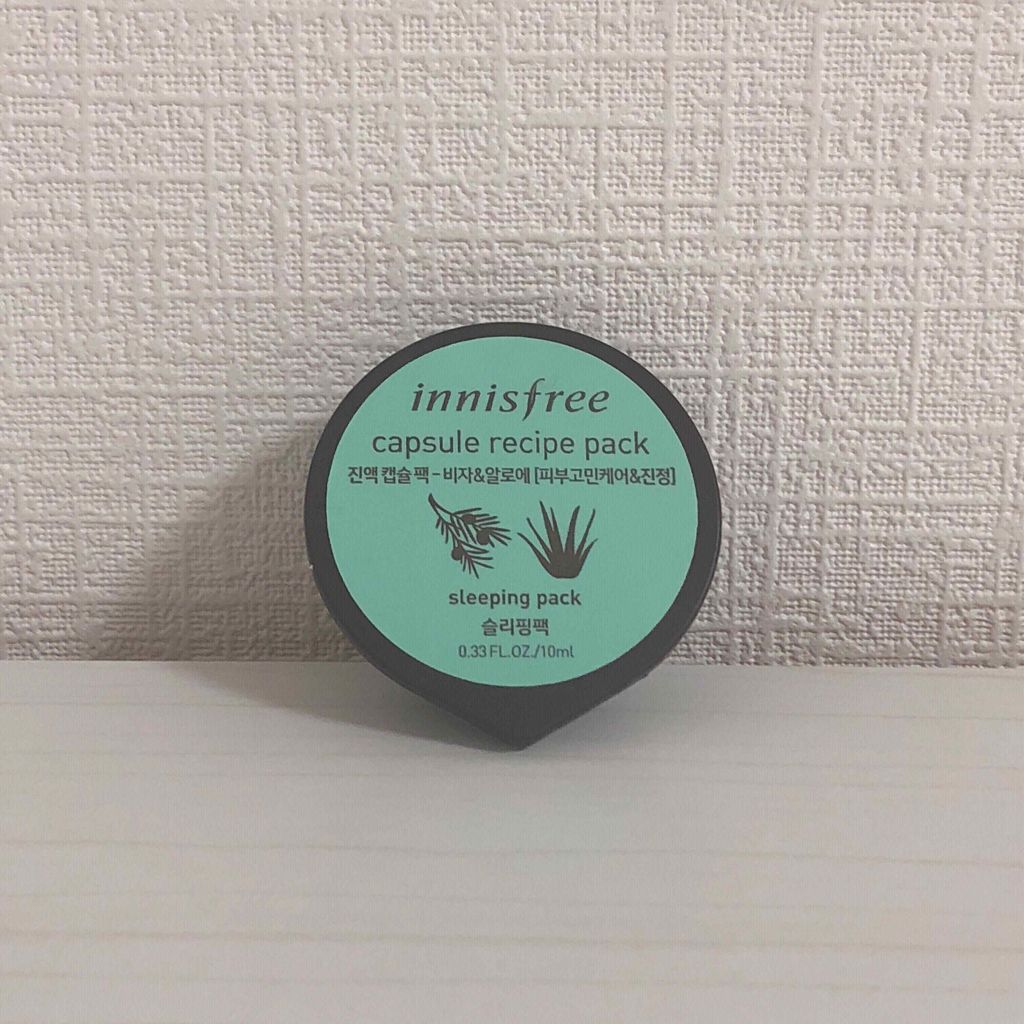 innisfree
capsule recipe pack
진액 캡슐 팩 - 비자&알로에 [피부고민케어&진정]
sleeping pack
슬리핑팩
0.33 FL.OZ./10ml